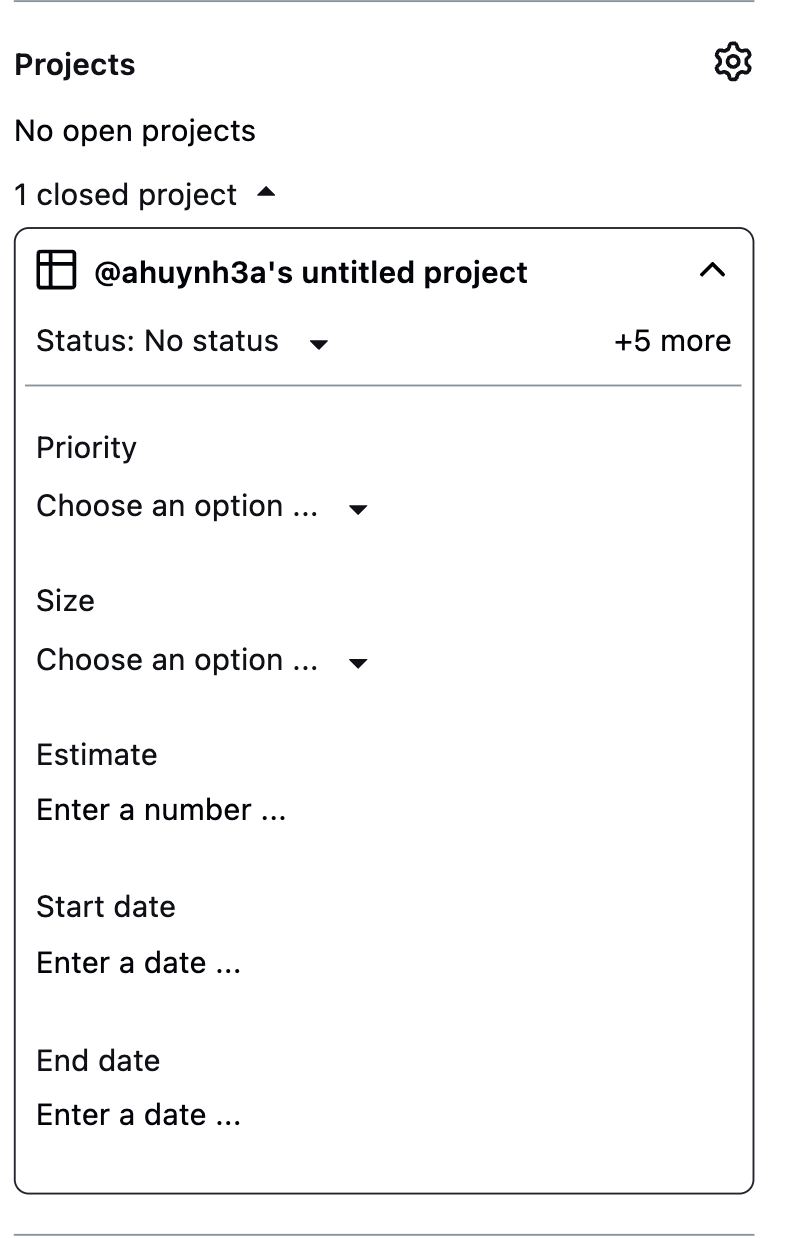 Projects
No open projects
1 closed project
@ahuynh3a's untitled project
Status: No status
+5 more
Priority
Choose an option ...
Size
Choose an option ...
Estimate
Enter a number ...
Start date
Enter a date ...
End date
Enter a date ...